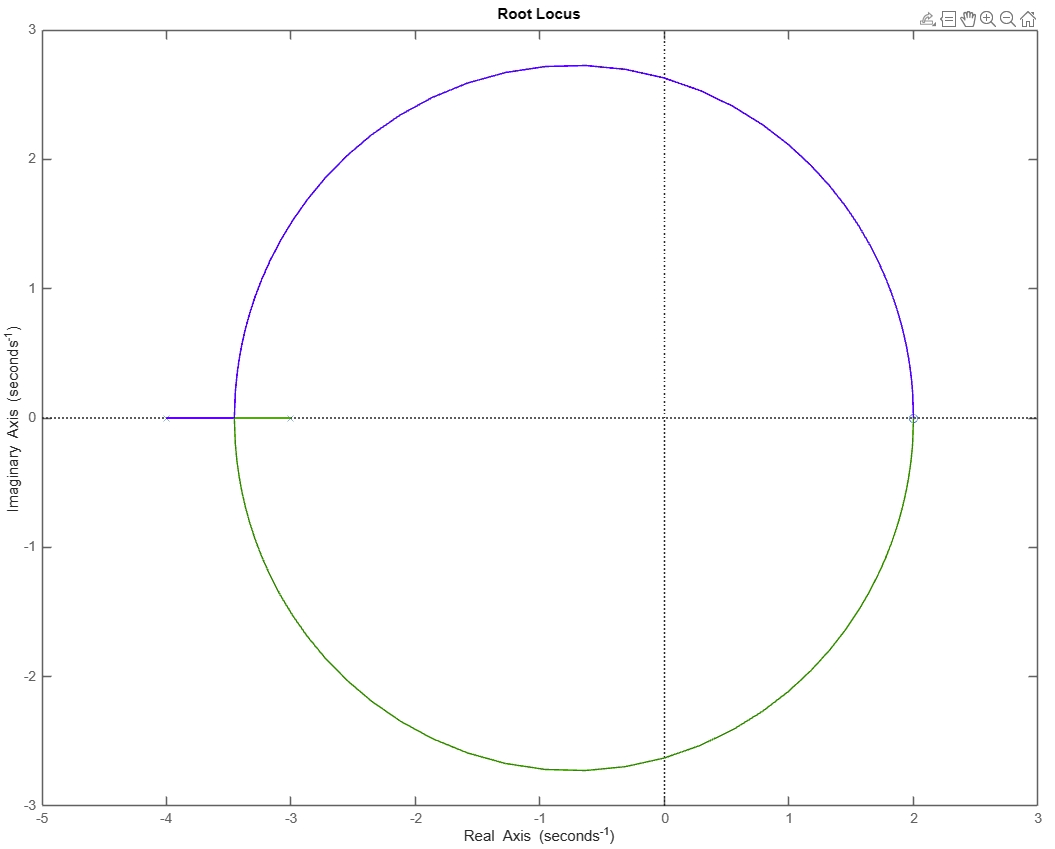 Root Locus
3
2
1
0
-1
-2
-3
Imaginary Axis (seconds⁻¹)
-5 -4 -3 -2 -1 0 1 2 3
Real Axis (seconds⁻¹)